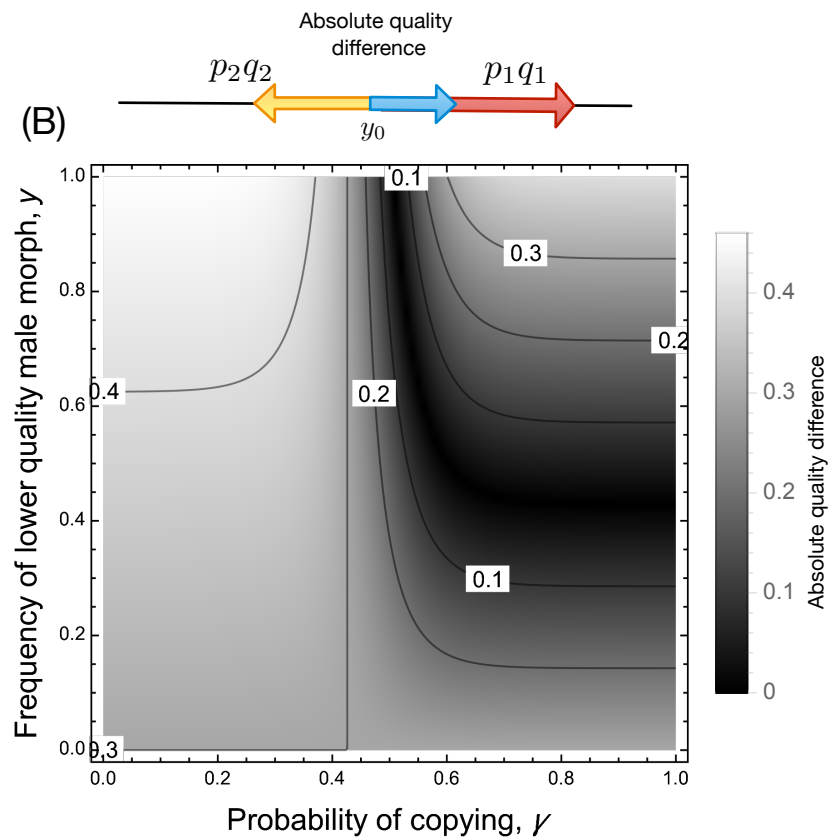 Absolute quality
difference
p₂q₂
p₁q₁
(B)
y₀
1.0
0.8
0.6
0.4
0.2
0.0
0.1
0.3
0.2
0.4
0.2
0.1
0.3
0.0
0.2
0.4
0.6
0.8
1.0
Frequency of lower quality male morph, y
Probability of copying, γ
0.4
0.3
0.2
0.1
0
Absolute quality difference